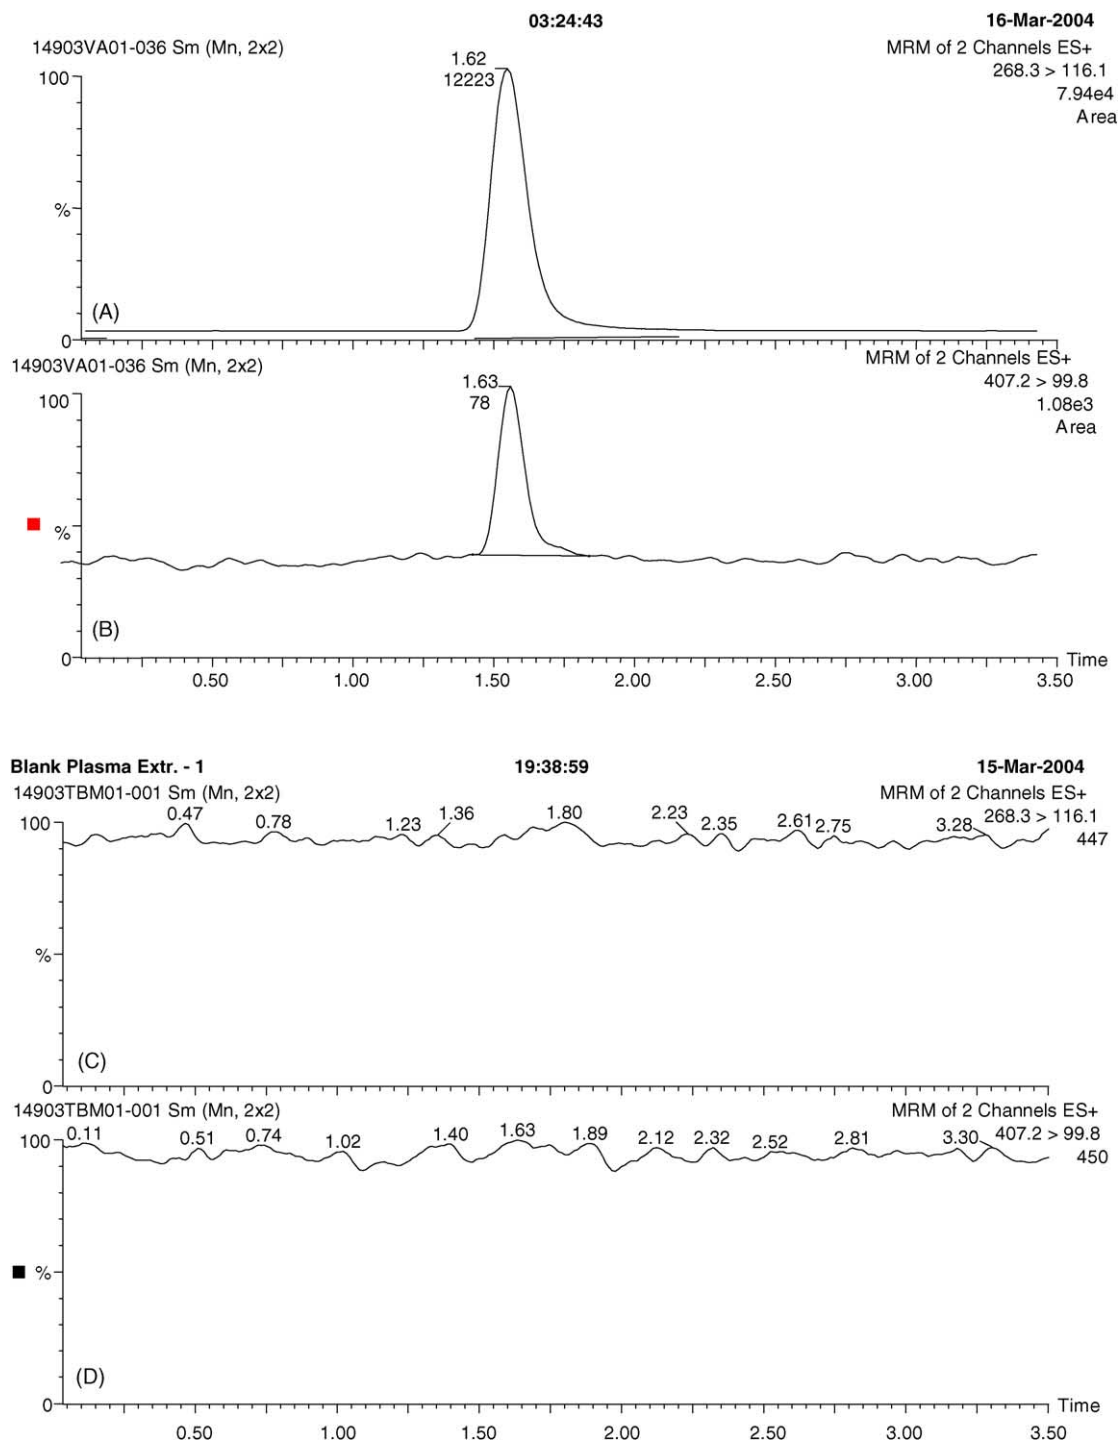 03:24:43 16-Mar-2004
14903VA01-036 Sm (Mn, 2x2) MRM of 2 Channels ES+
268.3 > 116.1
7.94e4
Area
1.62
12223
100
%
(A)
0
14903VA01-036 Sm (Mn, 2x2) MRM of 2 Channels ES+
407.2 > 99.8
1.08e3
Area
1.63
78
100
%
(B)
0
Time
0.50 1.00 1.50 2.00 2.50 3.00 3.50
Blank Plasma Extr. - 1 19:38:59 15-Mar-2004
14903TBM01-001 Sm (Mn, 2x2) MRM of 2 Channels ES+
268.3 > 116.1
447
0.47 0.78 1.23 1.36 1.80 2.23 2.35 2.61 2.75 3.28
100
%
(C)
0
14903TBM01-001 Sm (Mn, 2x2) MRM of 2 Channels ES+
407.2 > 99.8
450
0.11 0.51 0.74 1.02 1.40 1.63 1.89 2.12 2.32 2.52 2.81 3.30
100
%
(D)
0
Time
0.50 1.00 1.50 2.00 2.50 3.00 3.50